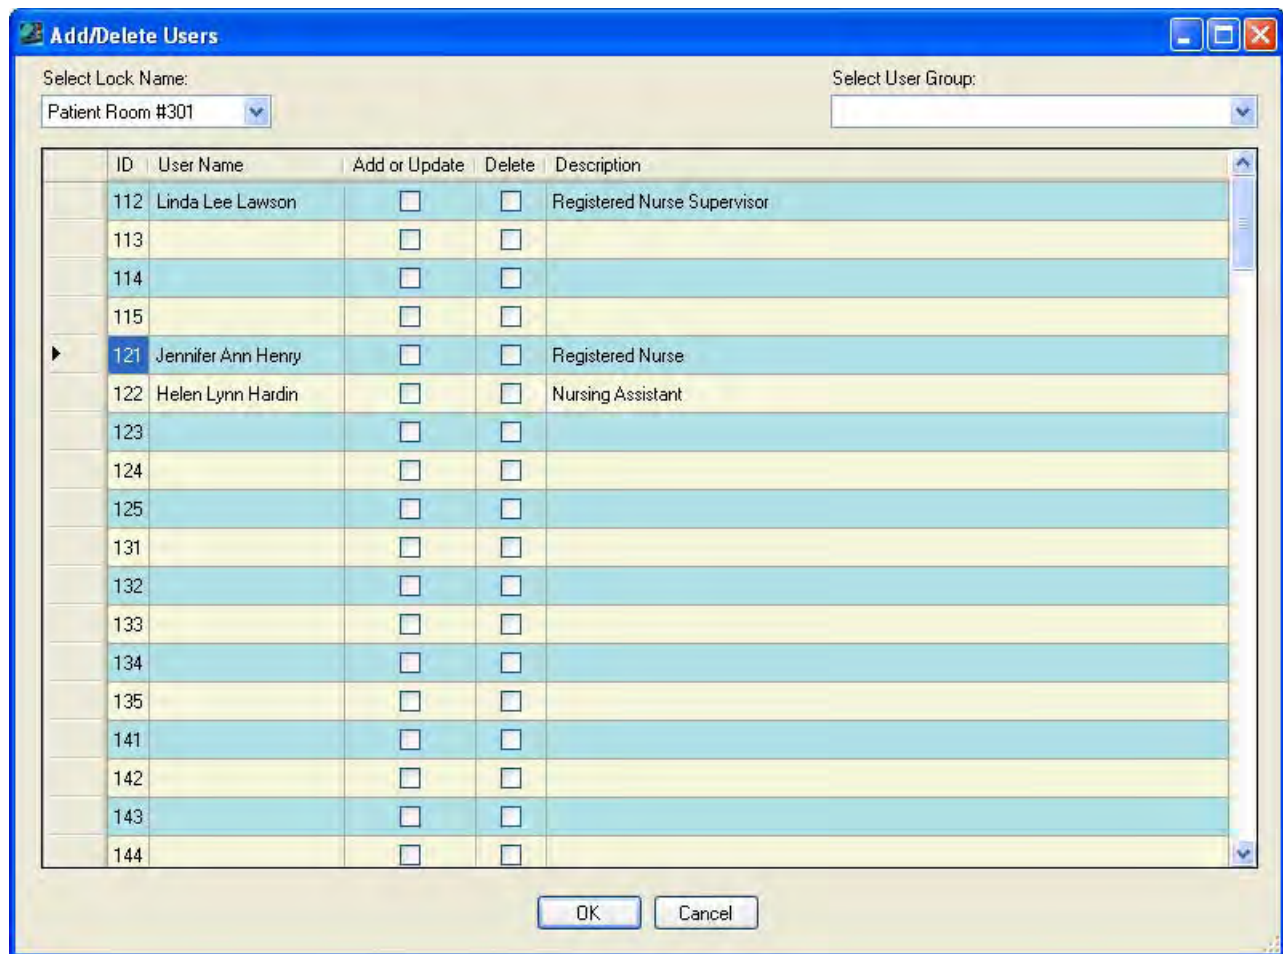 Add/Delete Users
Select Lock Name: Select User Group:
Patient Room #301
ID User Name Add or Update Delete Description
112 Linda Lee Lawson Registered Nurse Supervisor
113
114
115
121 Jennifer Ann Henry Registered Nurse
122 Helen Lynn Hardin Nursing Assistant
123
124
125
131
132
133
134
135
141
142
143
144
OK Cancel